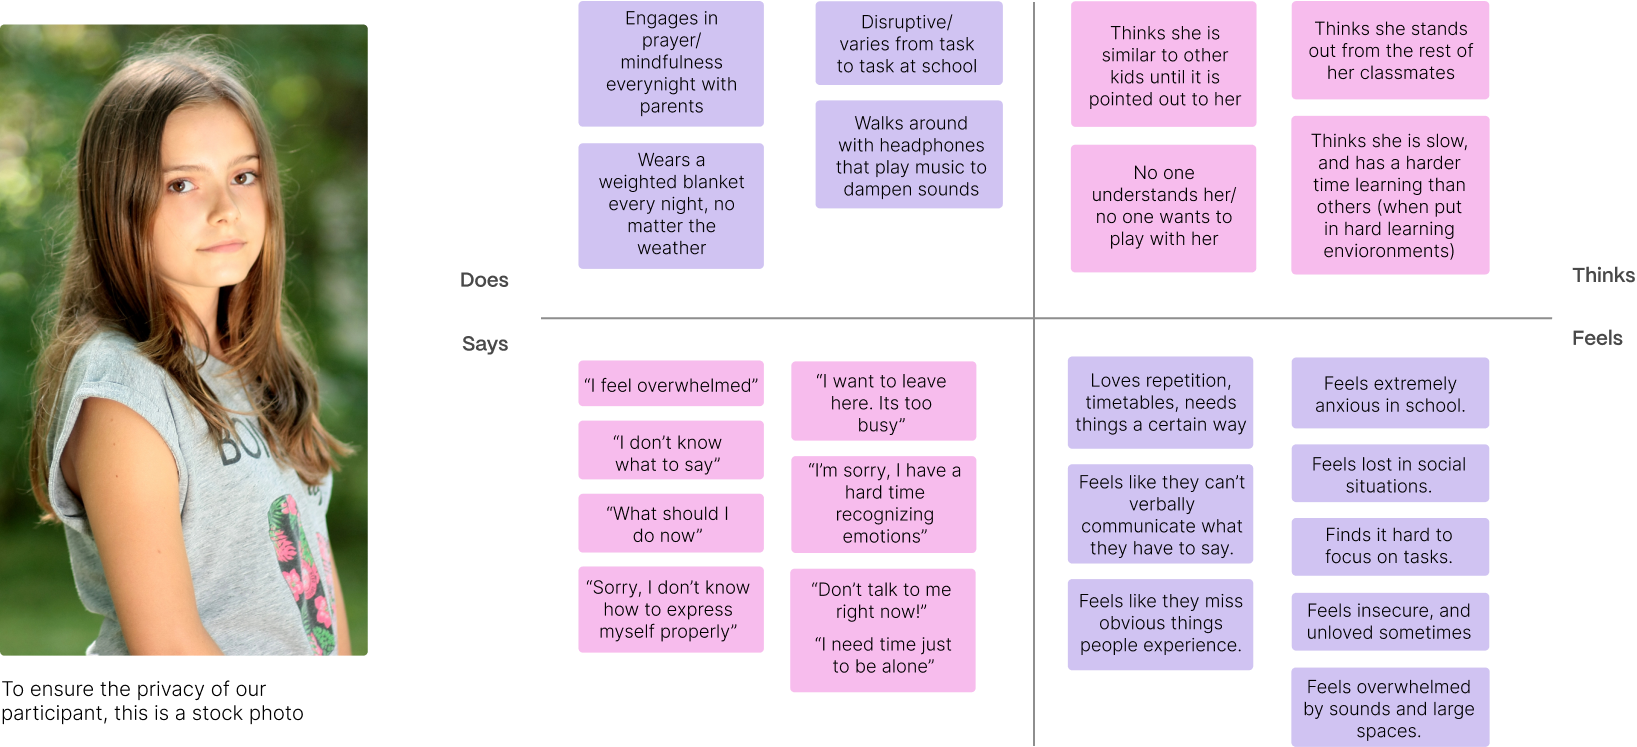 Engages in
prayer/
mindfulness
everynight with
parents
Wears a
weighted blanket
every night, no
matter the
weather
Disruptive/
varies from task
to task at school
Walks around
with headphones
that play music to
dampen sounds
Does
Thinks she is
similar to other
kids until it is
pointed out to her
No one
understands her/
no one wants to
play with her
Thinks she stands
out from the rest of
her classmates
Thinks she is slow,
and has a harder
time learning than
others (when put
in hard learning
envioronments)
Thinks
Says
“I feel overwhelmed”
“I don’t know
what to say”
“What should I
do now”
“Sorry, I don’t know
how to express
myself properly”
“I want to leave
here. Its too
busy”
“I’m sorry, I have a
hard time
recognizing
emotions”
“Don’t talk to me
right now!”
“I need time just
to be alone”
Feels
Loves repetition,
timetables, needs
things a certain way
Feels like they can’t
verbally
communicate what
they have to say.
Feels like they miss
obvious things
people experience.
Feels extremely
anxious in school.
Feels lost in social
situations.
Finds it hard to
focus on tasks.
Feels insecure, and
unloved sometimes
Feels overwhelmed
by sounds and large
spaces.
BO
To ensure the privacy of our
participant, this is a stock photo